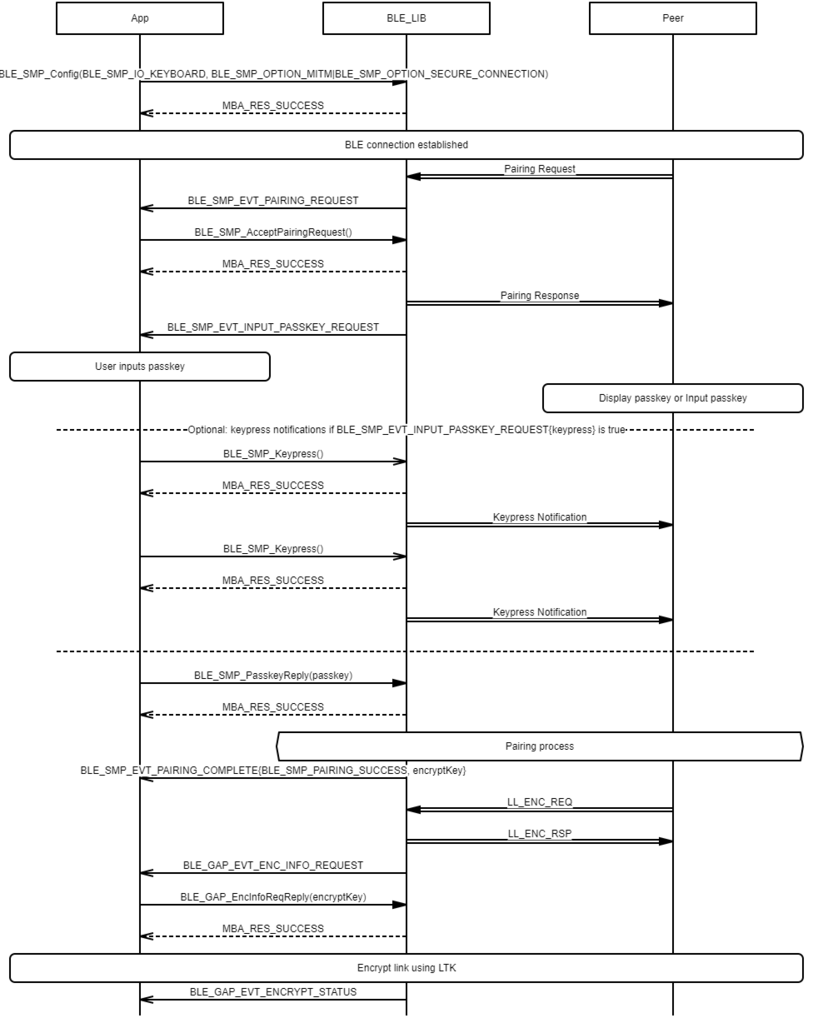 App
BLE_LIB
Peer
BLE_SMP_Config(BLE_SMP_IO_KEYBOARD, BLE_SMP_OPTION_MITM|BLE_SMP_OPTION_SECURE_CONNECTION)
MBA_RES_SUCCESS
BLE connection established
Pairing Request
BLE_SMP_EVT_PAIRING_REQUEST
BLE_SMP_AcceptPairingRequest()
MBA_RES_SUCCESS
Pairing Response
BLE_SMP_EVT_INPUT_PASSKEY_REQUEST
User inputs passkey
Display passkey or Input passkey
Optional: keypress notifications if BLE_SMP_EVT_INPUT_PASSKEY_REQUEST{keypress} is true
BLE_SMP_Keypress()
MBA_RES_SUCCESS
Keypress Notification
BLE_SMP_Keypress()
MBA_RES_SUCCESS
Keypress Notification
BLE_SMP_PasskeyReply(passkey)
MBA_RES_SUCCESS
Pairing process
BLE_SMP_EVT_PAIRING_COMPLETE{BLE_SMP_PAIRING_SUCCESS, encryptKey}
LL_ENC_REQ
LL_ENC_RSP
BLE_GAP_EVT_ENC_INFO_REQUEST
BLE_GAP_EncInfoReqReply(encryptKey)
MBA_RES_SUCCESS
Encrypt link using LTK
BLE_GAP_EVT_ENCRYPT_STATUS